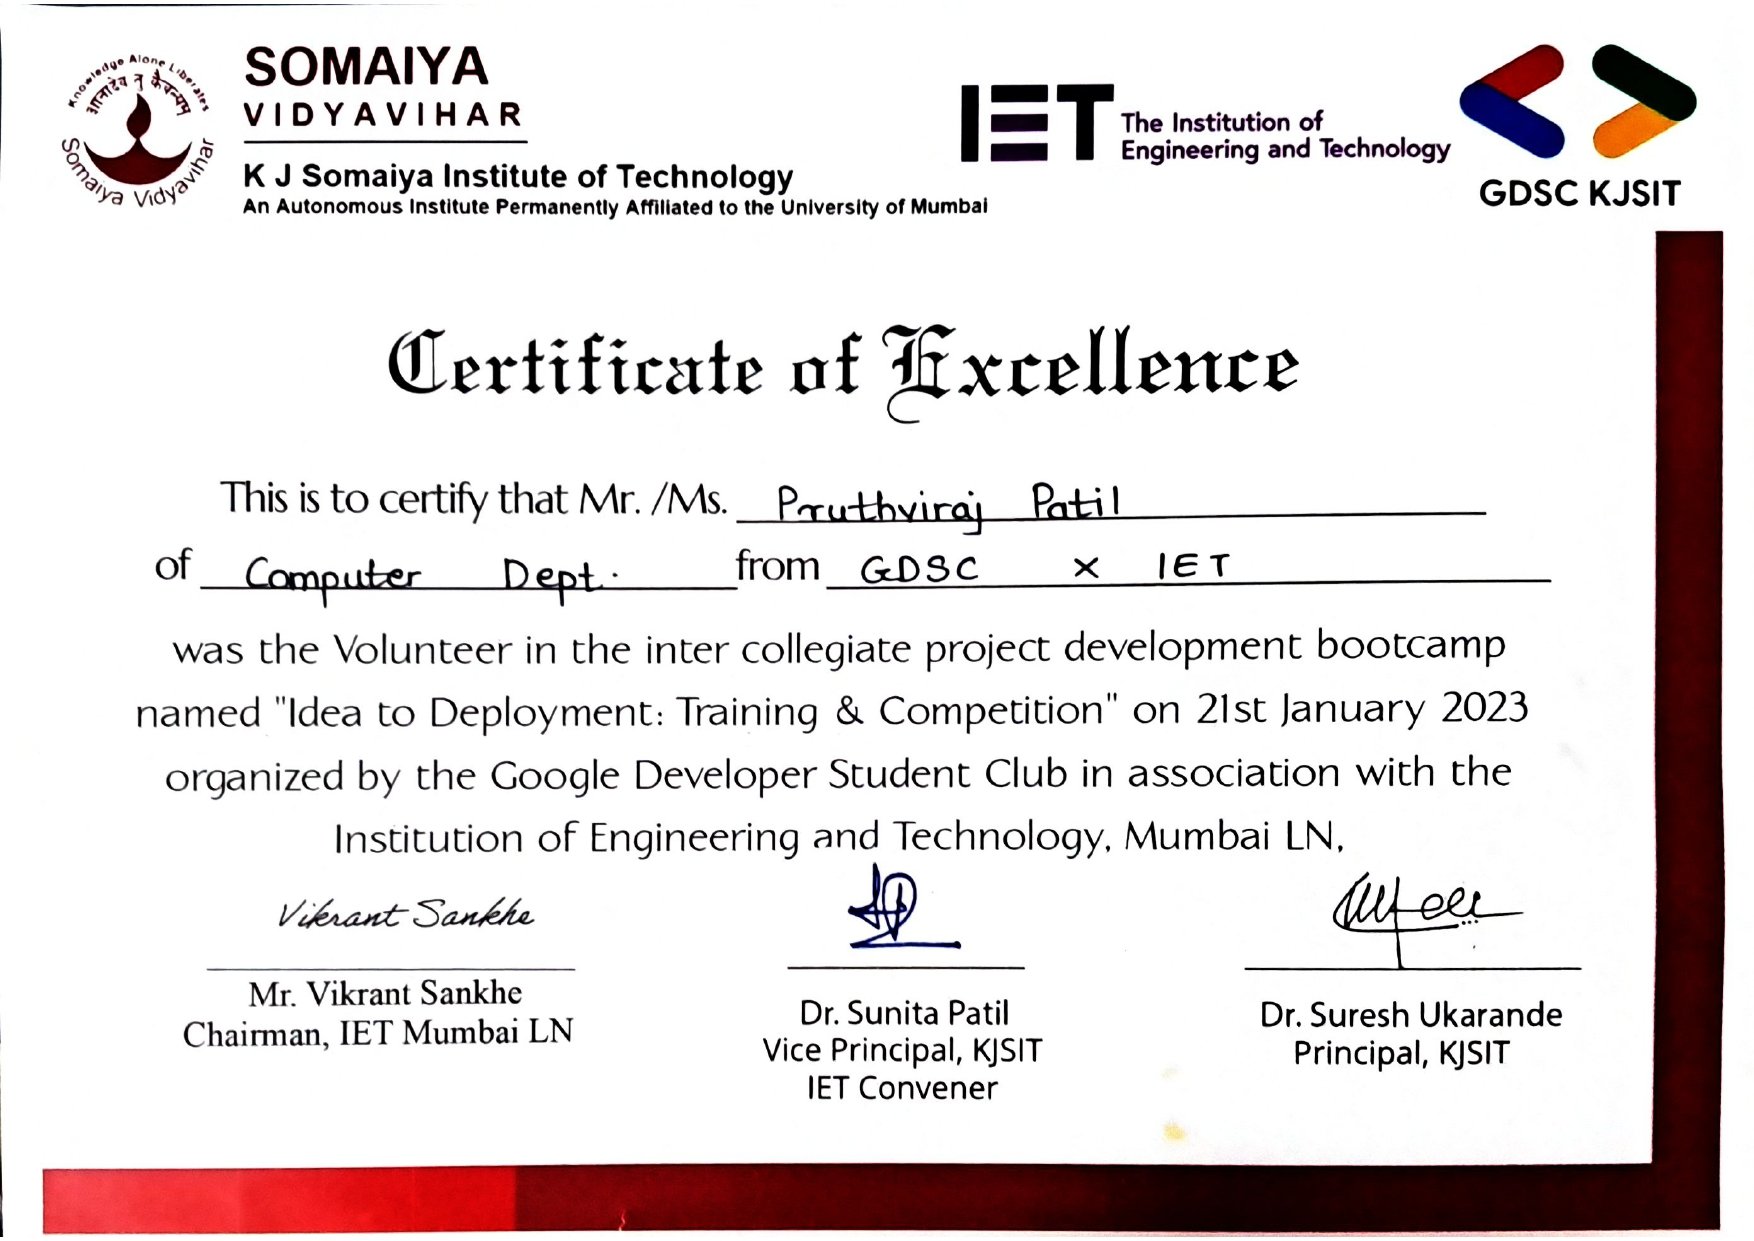 Knowledge Alone Liberates
ज्ञानादेव तु कैवल्यम्
Somaiya Vidyavihar
SOMAIYA
VIDYAVIHAR
K J Somaiya Institute of Technology
An Autonomous Institute Permanently Affiliated to the University of Mumbai
IET The Institution of
Engineering and Technology
GDSC KJSIT
Certificate of Excellence
This is to certify that Mr. /Ms. Pruthviraj Patil
of Computer Dept. from GDSC X IET
was the Volunteer in the inter collegiate project development bootcamp
named "Idea to Deployment: Training & Competition" on 21st January 2023
organized by the Google Developer Student Club in association with the
Institution of Engineering and Technology, Mumbai LN,
Vikrant Sankhe
Mr. Vikrant Sankhe
Chairman, IET Mumbai LN
Dr. Sunita Patil
Vice Principal, KJSIT
IET Convener
Dr. Suresh Ukarande
Principal, KJSIT